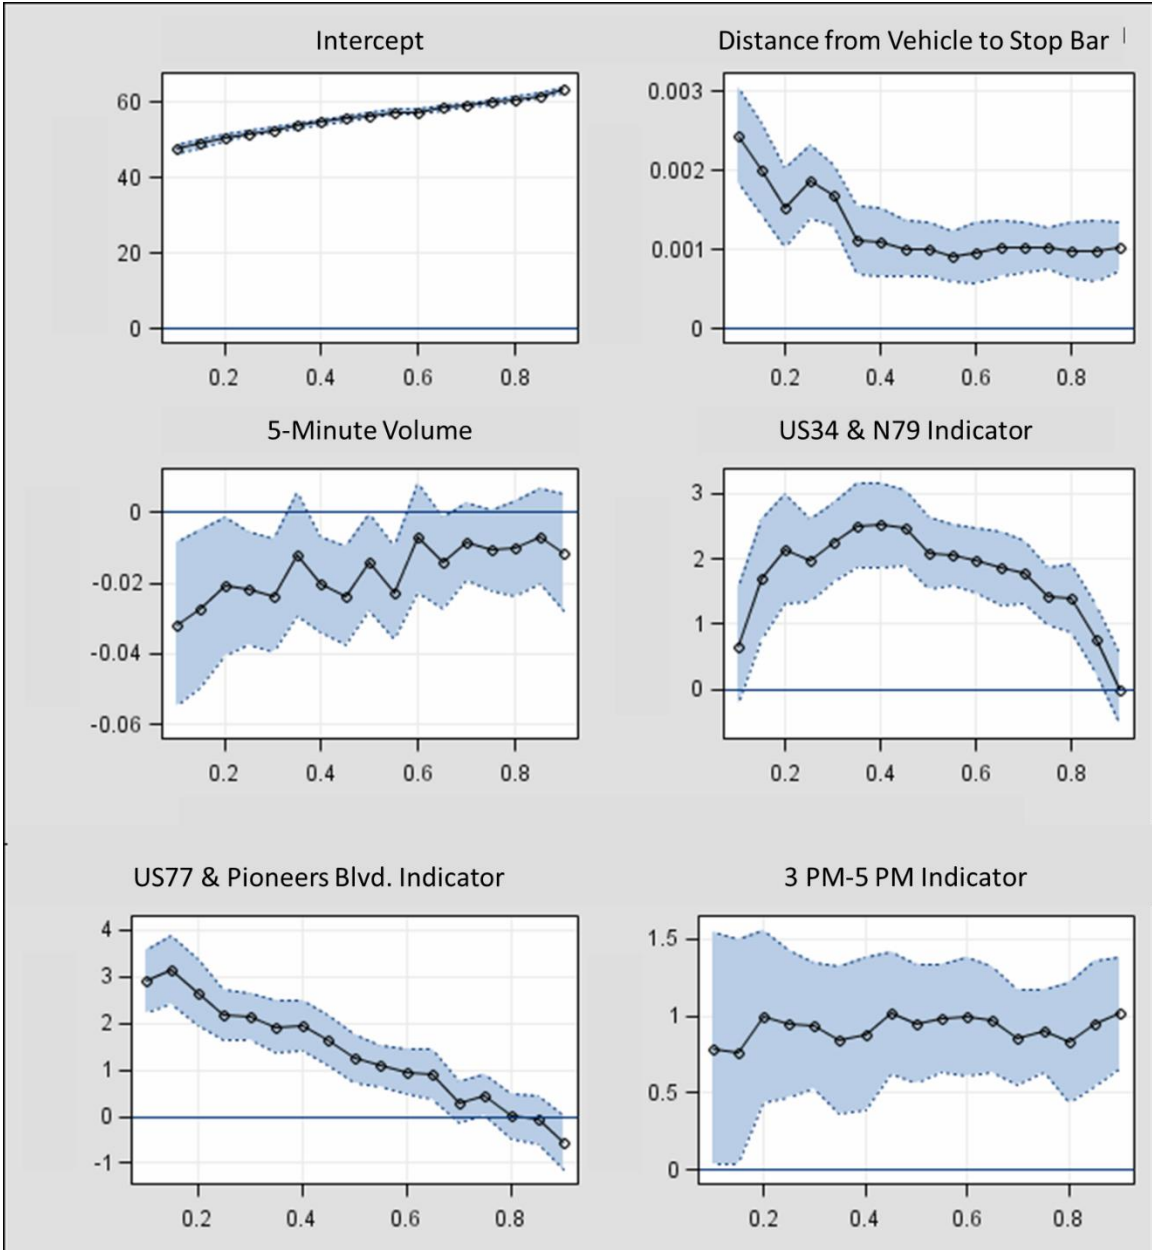 Intercept
Distance from Vehicle to Stop Bar
60
40
20
0
0.2 0.4 0.6 0.8
0.003
0.002
0.001
0
0.2 0.4 0.6 0.8
5-Minute Volume
US34 & N79 Indicator
0
-0.02
-0.04
-0.06
0.2 0.4 0.6 0.8
3
2
1
0
0.2 0.4 0.6 0.8
US77 & Pioneers Blvd. Indicator
3 PM-5 PM Indicator
4
3
2
1
0
-1
0.2 0.4 0.6 0.8
1.5
1
0.5
0
0.2 0.4 0.6 0.8